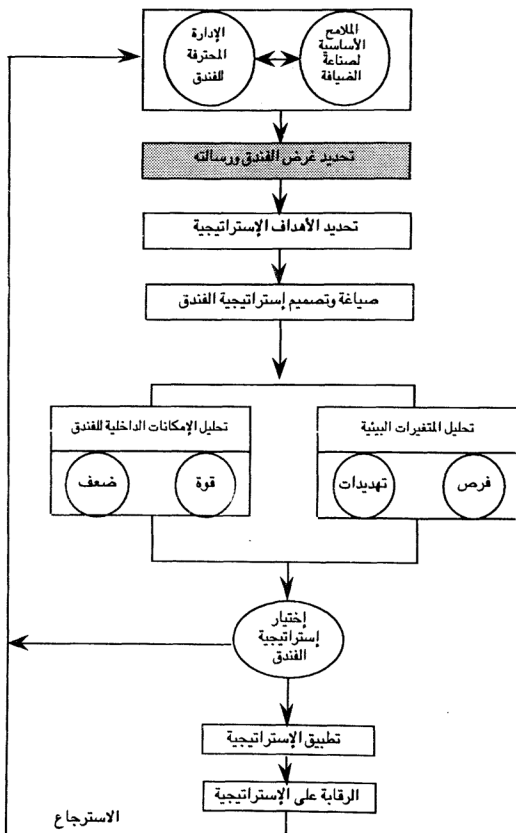 الملامح
الأساسية
لصناعة
الضيافة
الإدارة
المحترفة
للفندق
تحديد غرض الفندق ورسالته
تحديد الأهداف الإستراتيجية
صياغة وتصميم إستراتيجية الفندق
تحليل المتغيرات البيئية
فرص
تهديدات
تحليل الإمكانات الداخلية للفندق
قوة
ضعف
إختيار
إستراتيجية
الفندق
تطبيق الإستراتيجية
الرقابة على الإستراتيجية
الاسترجاع